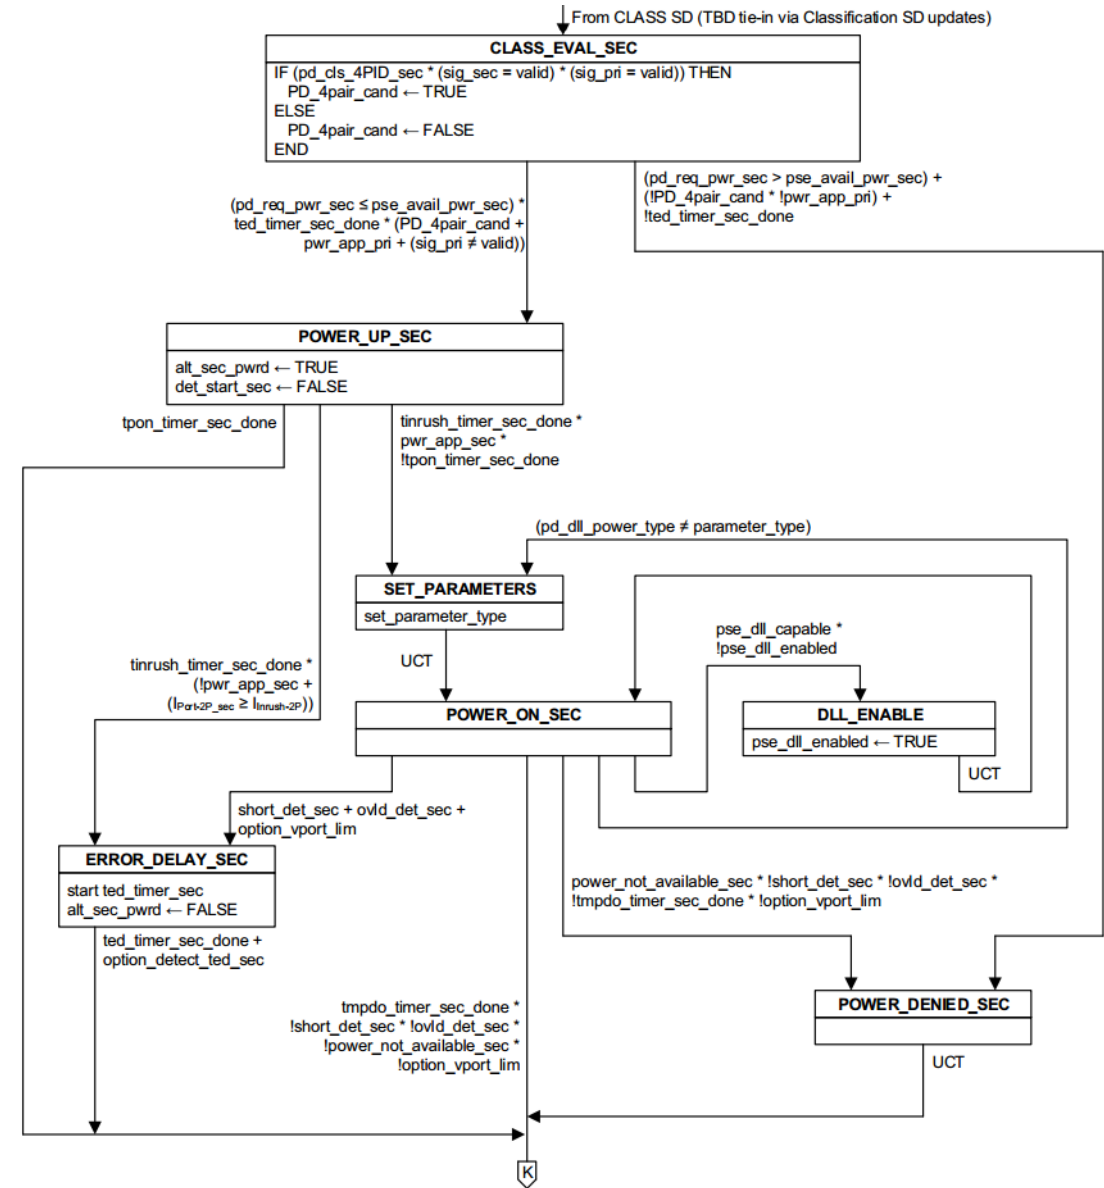 From CLASS SD (TBD tie-in via Classification SD updates)
CLASS_EVAL_SEC
IF (pd_cls_4PID_sec * (sig_sec = valid) * (sig_pri = valid)) THEN
PD_4pair_cand ← TRUE
ELSE
PD_4pair_cand ← FALSE
END
(pd_req_pwr_sec ≤ pse_avail_pwr_sec) *
ted_timer_sec_done * (PD_4pair_cand +
pwr_app_pri + (sig_pri ≠ valid))
(pd_req_pwr_sec > pse_avail_pwr_sec) +
(!PD_4pair_cand * !pwr_app_pri) +
!ted_timer_sec_done
POWER_UP_SEC
alt_sec_pwrd ← TRUE
det_start_sec ← FALSE
tpon_timer_sec_done
tinrush_timer_sec_done *
pwr_app_sec *
!tpon_timer_sec_done
(pd_dll_power_type ≠ parameter_type)
SET_PARAMETERS
set_parameter_type
UCT
pse_dll_capable *
!pse_dll_enabled
tinrush_timer_sec_done *
(!pwr_app_sec +
(IPort-2P_sec ≥ IInrush-2P))
POWER_ON_SEC
DLL_ENABLE
pse_dll_enabled ← TRUE
UCT
short_det_sec + ovld_det_sec +
option_vport_lim
ERROR_DELAY_SEC
start ted_timer_sec
alt_sec_pwrd ← FALSE
ted_timer_sec_done +
option_detect_ted_sec
power_not_available_sec * !short_det_sec * !ovld_det_sec *
!tmpdo_timer_sec_done * !option_vport_lim
tmpdo_timer_sec_done *
!short_det_sec * !ovld_det_sec *
!power_not_available_sec *
!option_vport_lim
POWER_DENIED_SEC
UCT
K